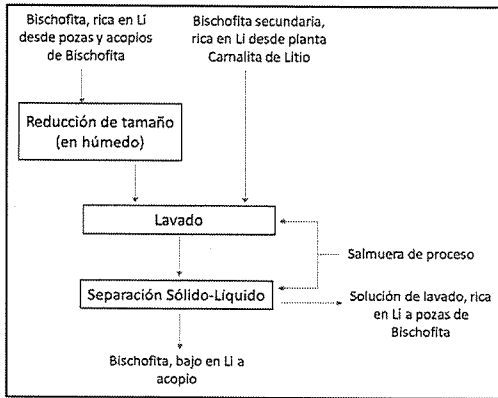 Bischofita, rica en Li
desde pozas y acopios
de Bischofita
Bischofita secundaria,
rica en Li desde planta
Carnalita de Litio
Reducción de tamaño
(en húmedo)
Lavado
Salmuera de proceso
Separación Sólido-Líquido
Solución de lavado, rica
en Li a pozas de
Bischofita
Bischofita, bajo en Li a
acopio